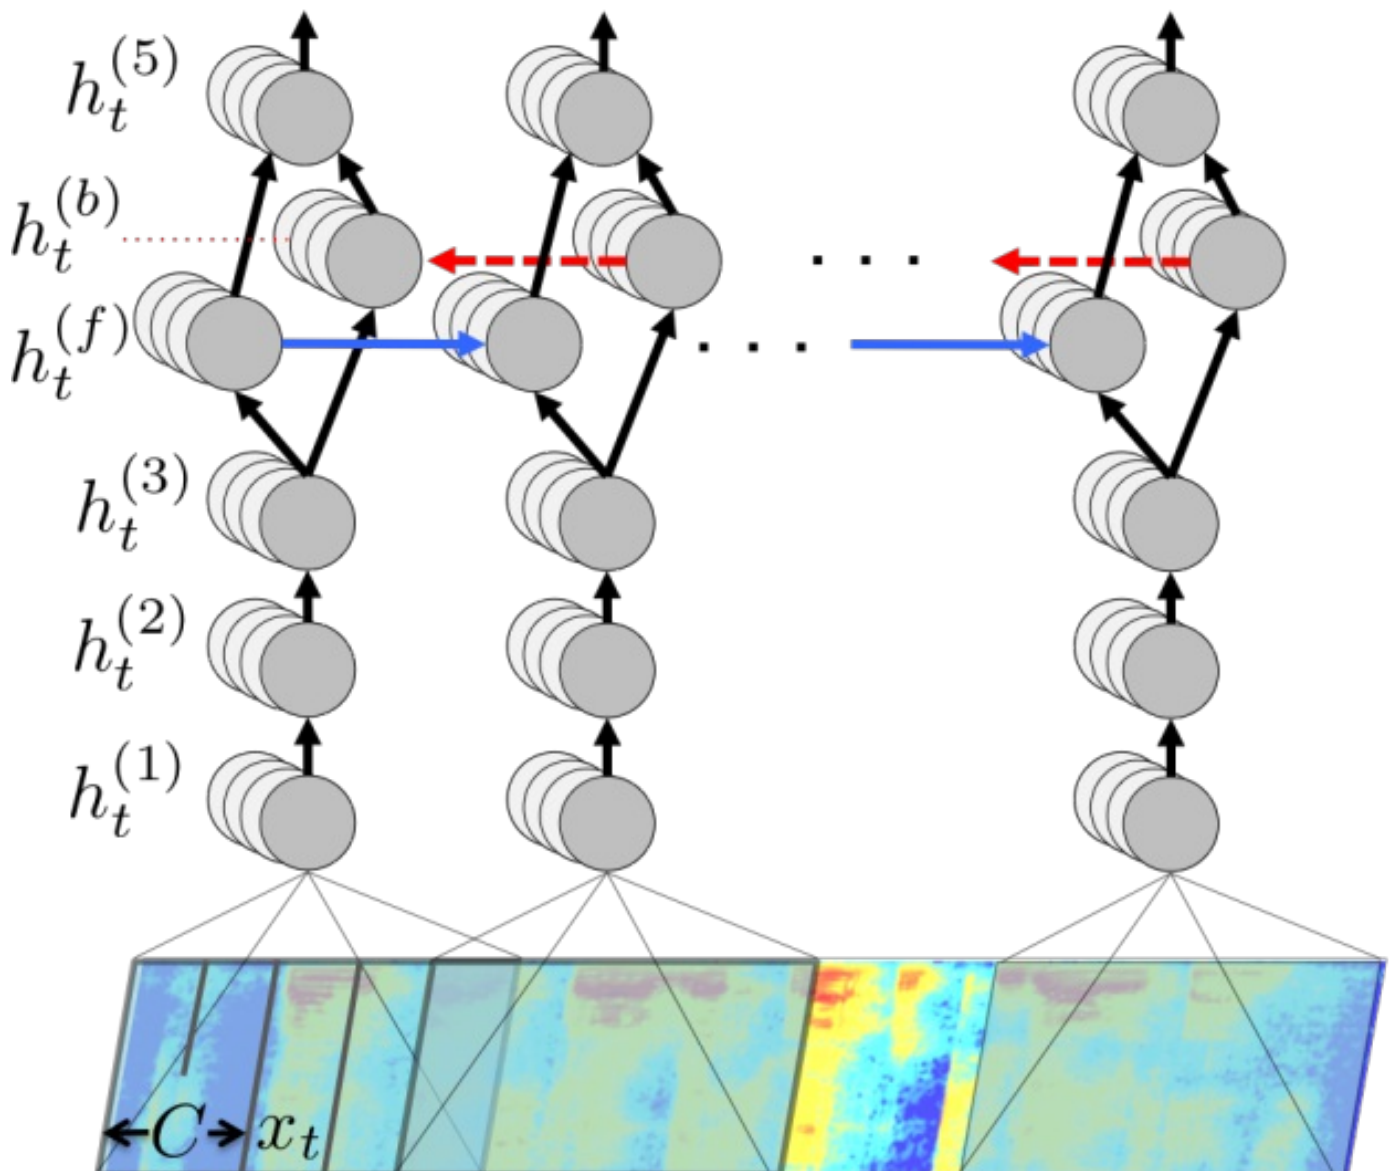 h_t^{(5)}
h_t^{(b)}
. . .
h_t^{(f)}
. . .
h_t^{(3)}
h_t^{(2)}
h_t^{(1)}
C x_t